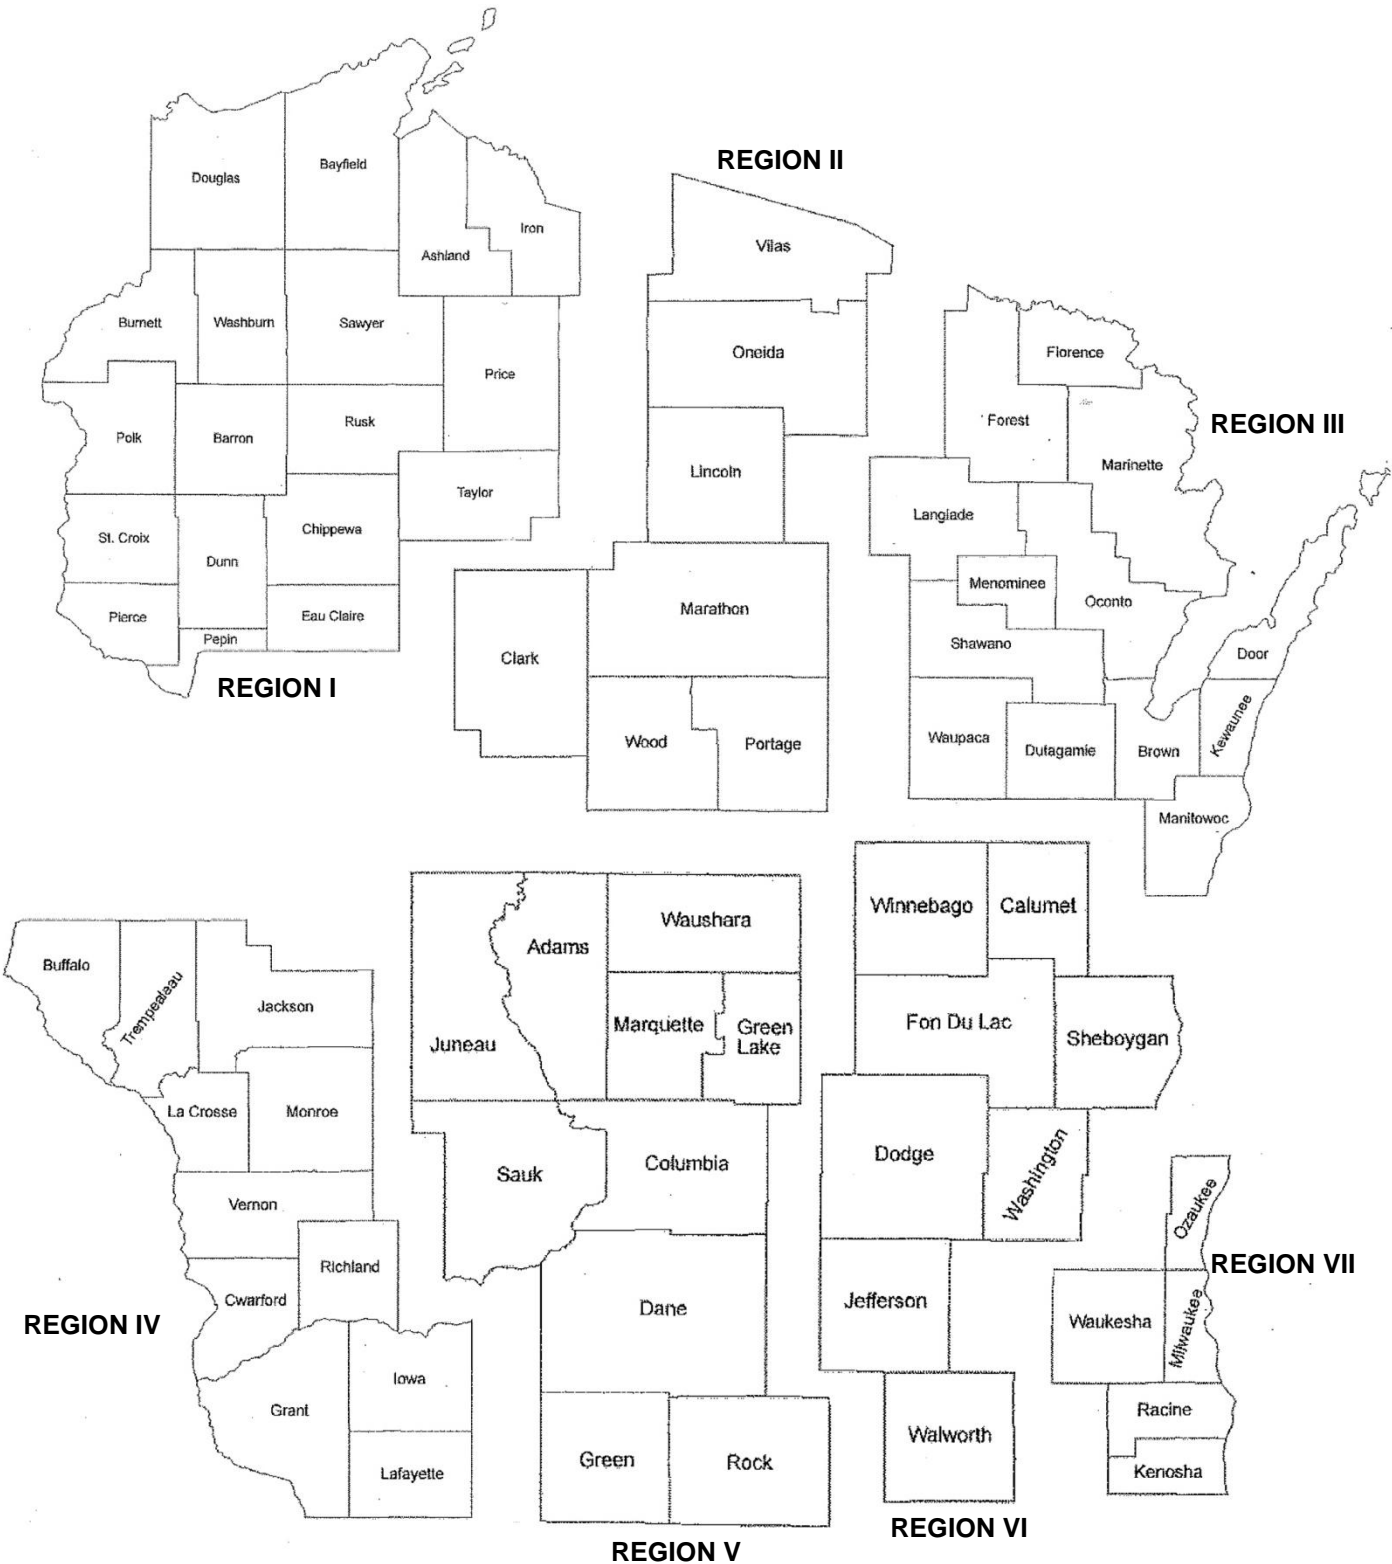 Douglas
Bayfield
Ashland
Iron
Burnett
Washburn
Sawyer
Price
Polk
Barron
Rusk
Taylor
St. Croix
Dunn
Chippewa
Pierce
Pepin
Eau Claire
REGION I
REGION II
Vilas
Oneida
Lincoln
Marathon
Clark
Wood
Portage
Florence
Forest
REGION III
Marinette
Langlade
Menominee
Oconto
Shawano
Door
Waupaca
Dutagamie
Brown
Kewaunee
Manitowoc
Buffalo
Trempealeau
Jackson
La Crosse
Monroe
Vernon
Richland
Cwarford
REGION IV
Iowa
Grant
Lafayette
Waushara
Adams
Juneau
Marquette
Green
Lake
Sauk
Columbia
Dane
Green
Rock
REGION V
Winnebago
Calumet
Fon Du Lac
Sheboygan
Dodge
Washington
Jefferson
Walworth
REGION VI
Ozaukee
REGION VII
Waukesha
Milwaukee
Racine
Kenosha